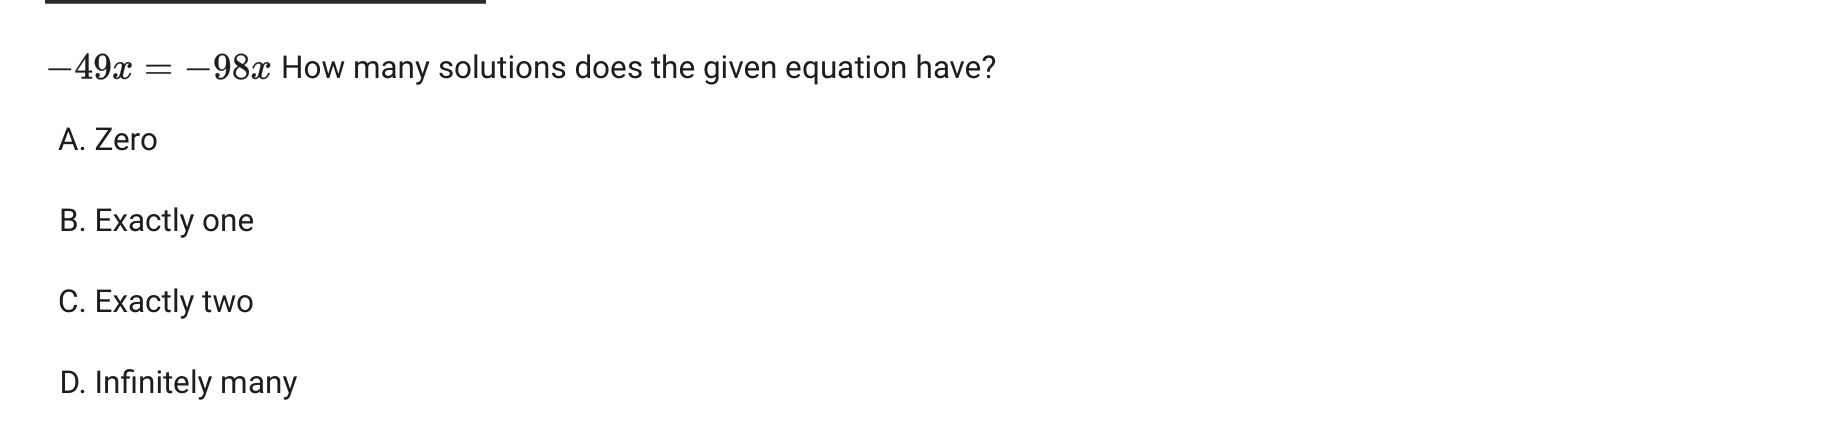 −49x = −98x How many solutions does the given equation have?
A. Zero
B. Exactly one
C. Exactly two
D. Infinitely many